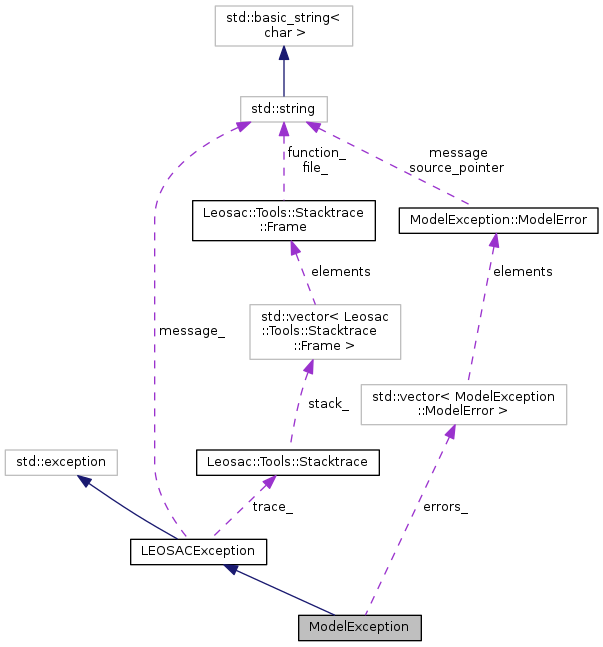 std::basic_string<
char >
std::string
function_
file_
message
source_pointer
Leosac::Tools::Stacktrace
::Frame
ModelException::ModelError
elements
elements
std::vector< Leosac
::Tools::Stacktrace
::Frame >
message_
std::vector< ModelException
::ModelError >
stack_
std::exception
Leosac::Tools::Stacktrace
trace_
errors_
LEOSACException
ModelException